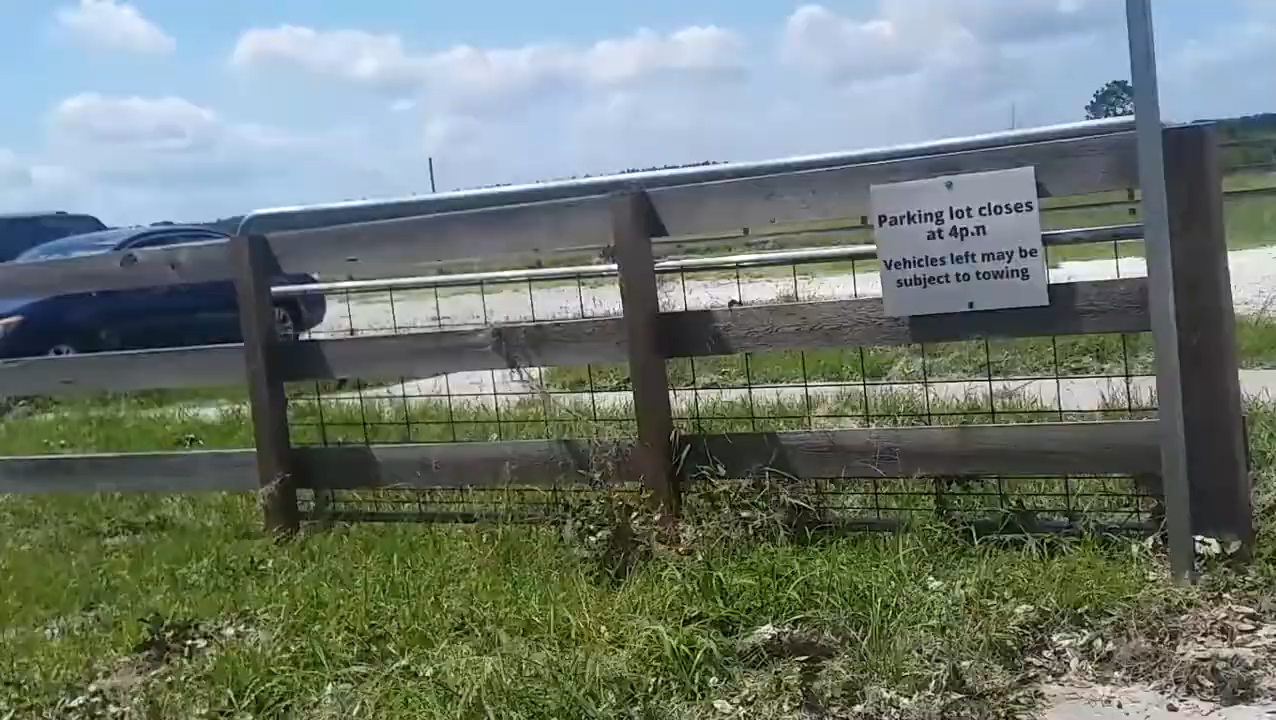 Parking lot closes
at 4p.n
Vehicles left may be
subject to towing